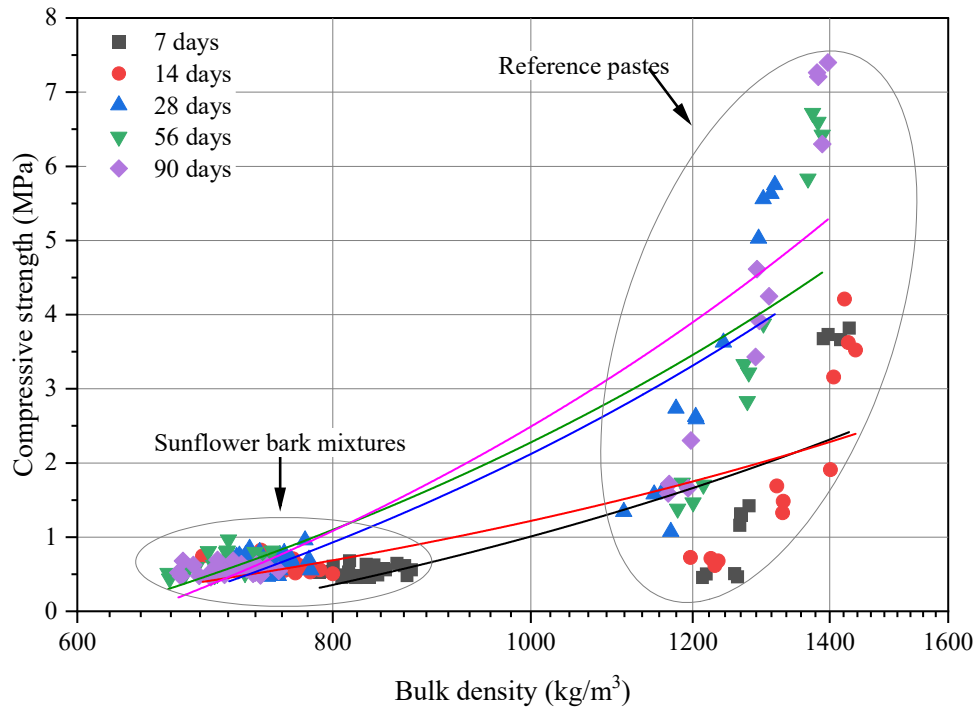 8
7
6
5
4
3
2
1
0
Compressive strength (MPa)
7 days
14 days
28 days
56 days
90 days
Reference pastes
Sunflower bark mixtures
600 800 1000 1200 1400 1600
Bulk density (kg/m³)